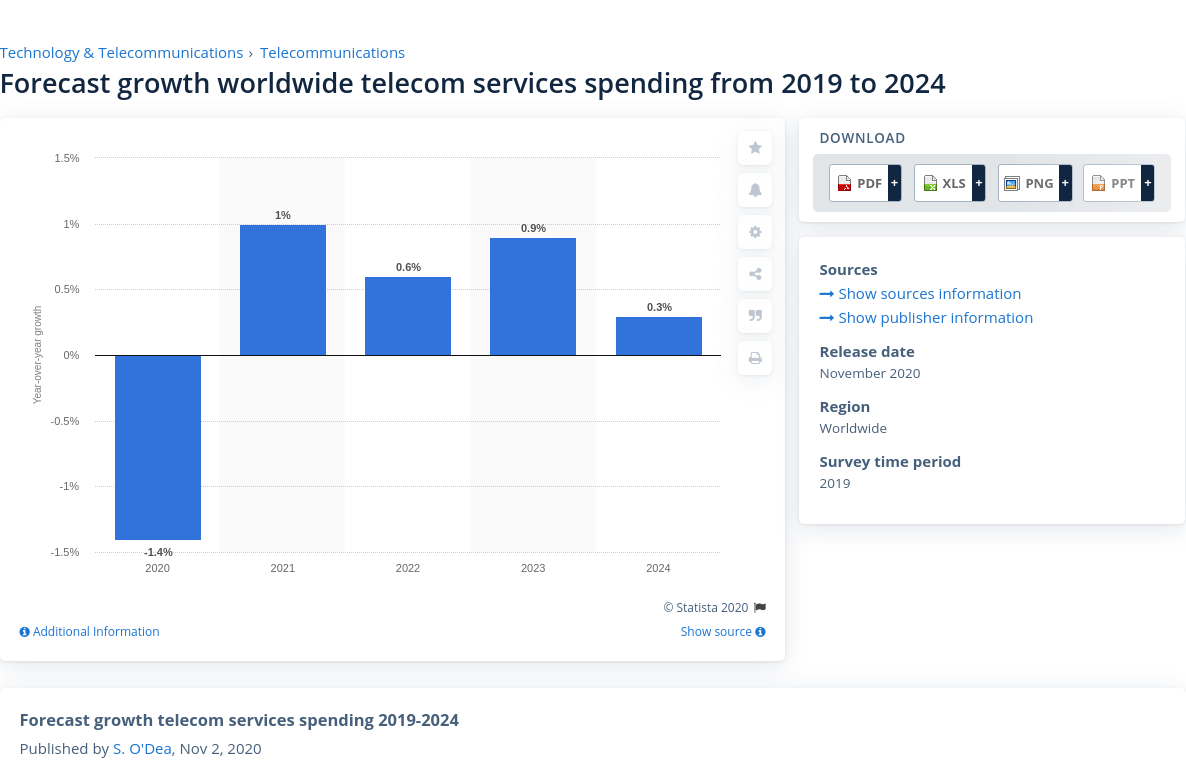 Technology & Telecommunications › Telecommunications
Forecast growth worldwide telecom services spending from 2019 to 2024
1.5%
1%
0.5%
0%
-0.5%
-1%
-1.5%
Year-over-year growth
-1.4%
1%
0.6%
0.9%
0.3%
2020 2021 2022 2023 2024
© Statista 2020
Additional Information
Show source
DOWNLOAD
PDF + XLS + PNG + PPT +
Sources
Show sources information
Show publisher information
Release date
November 2020
Region
Worldwide
Survey time period
2019
Forecast growth telecom services spending 2019-2024
Published by S. O'Dea, Nov 2, 2020